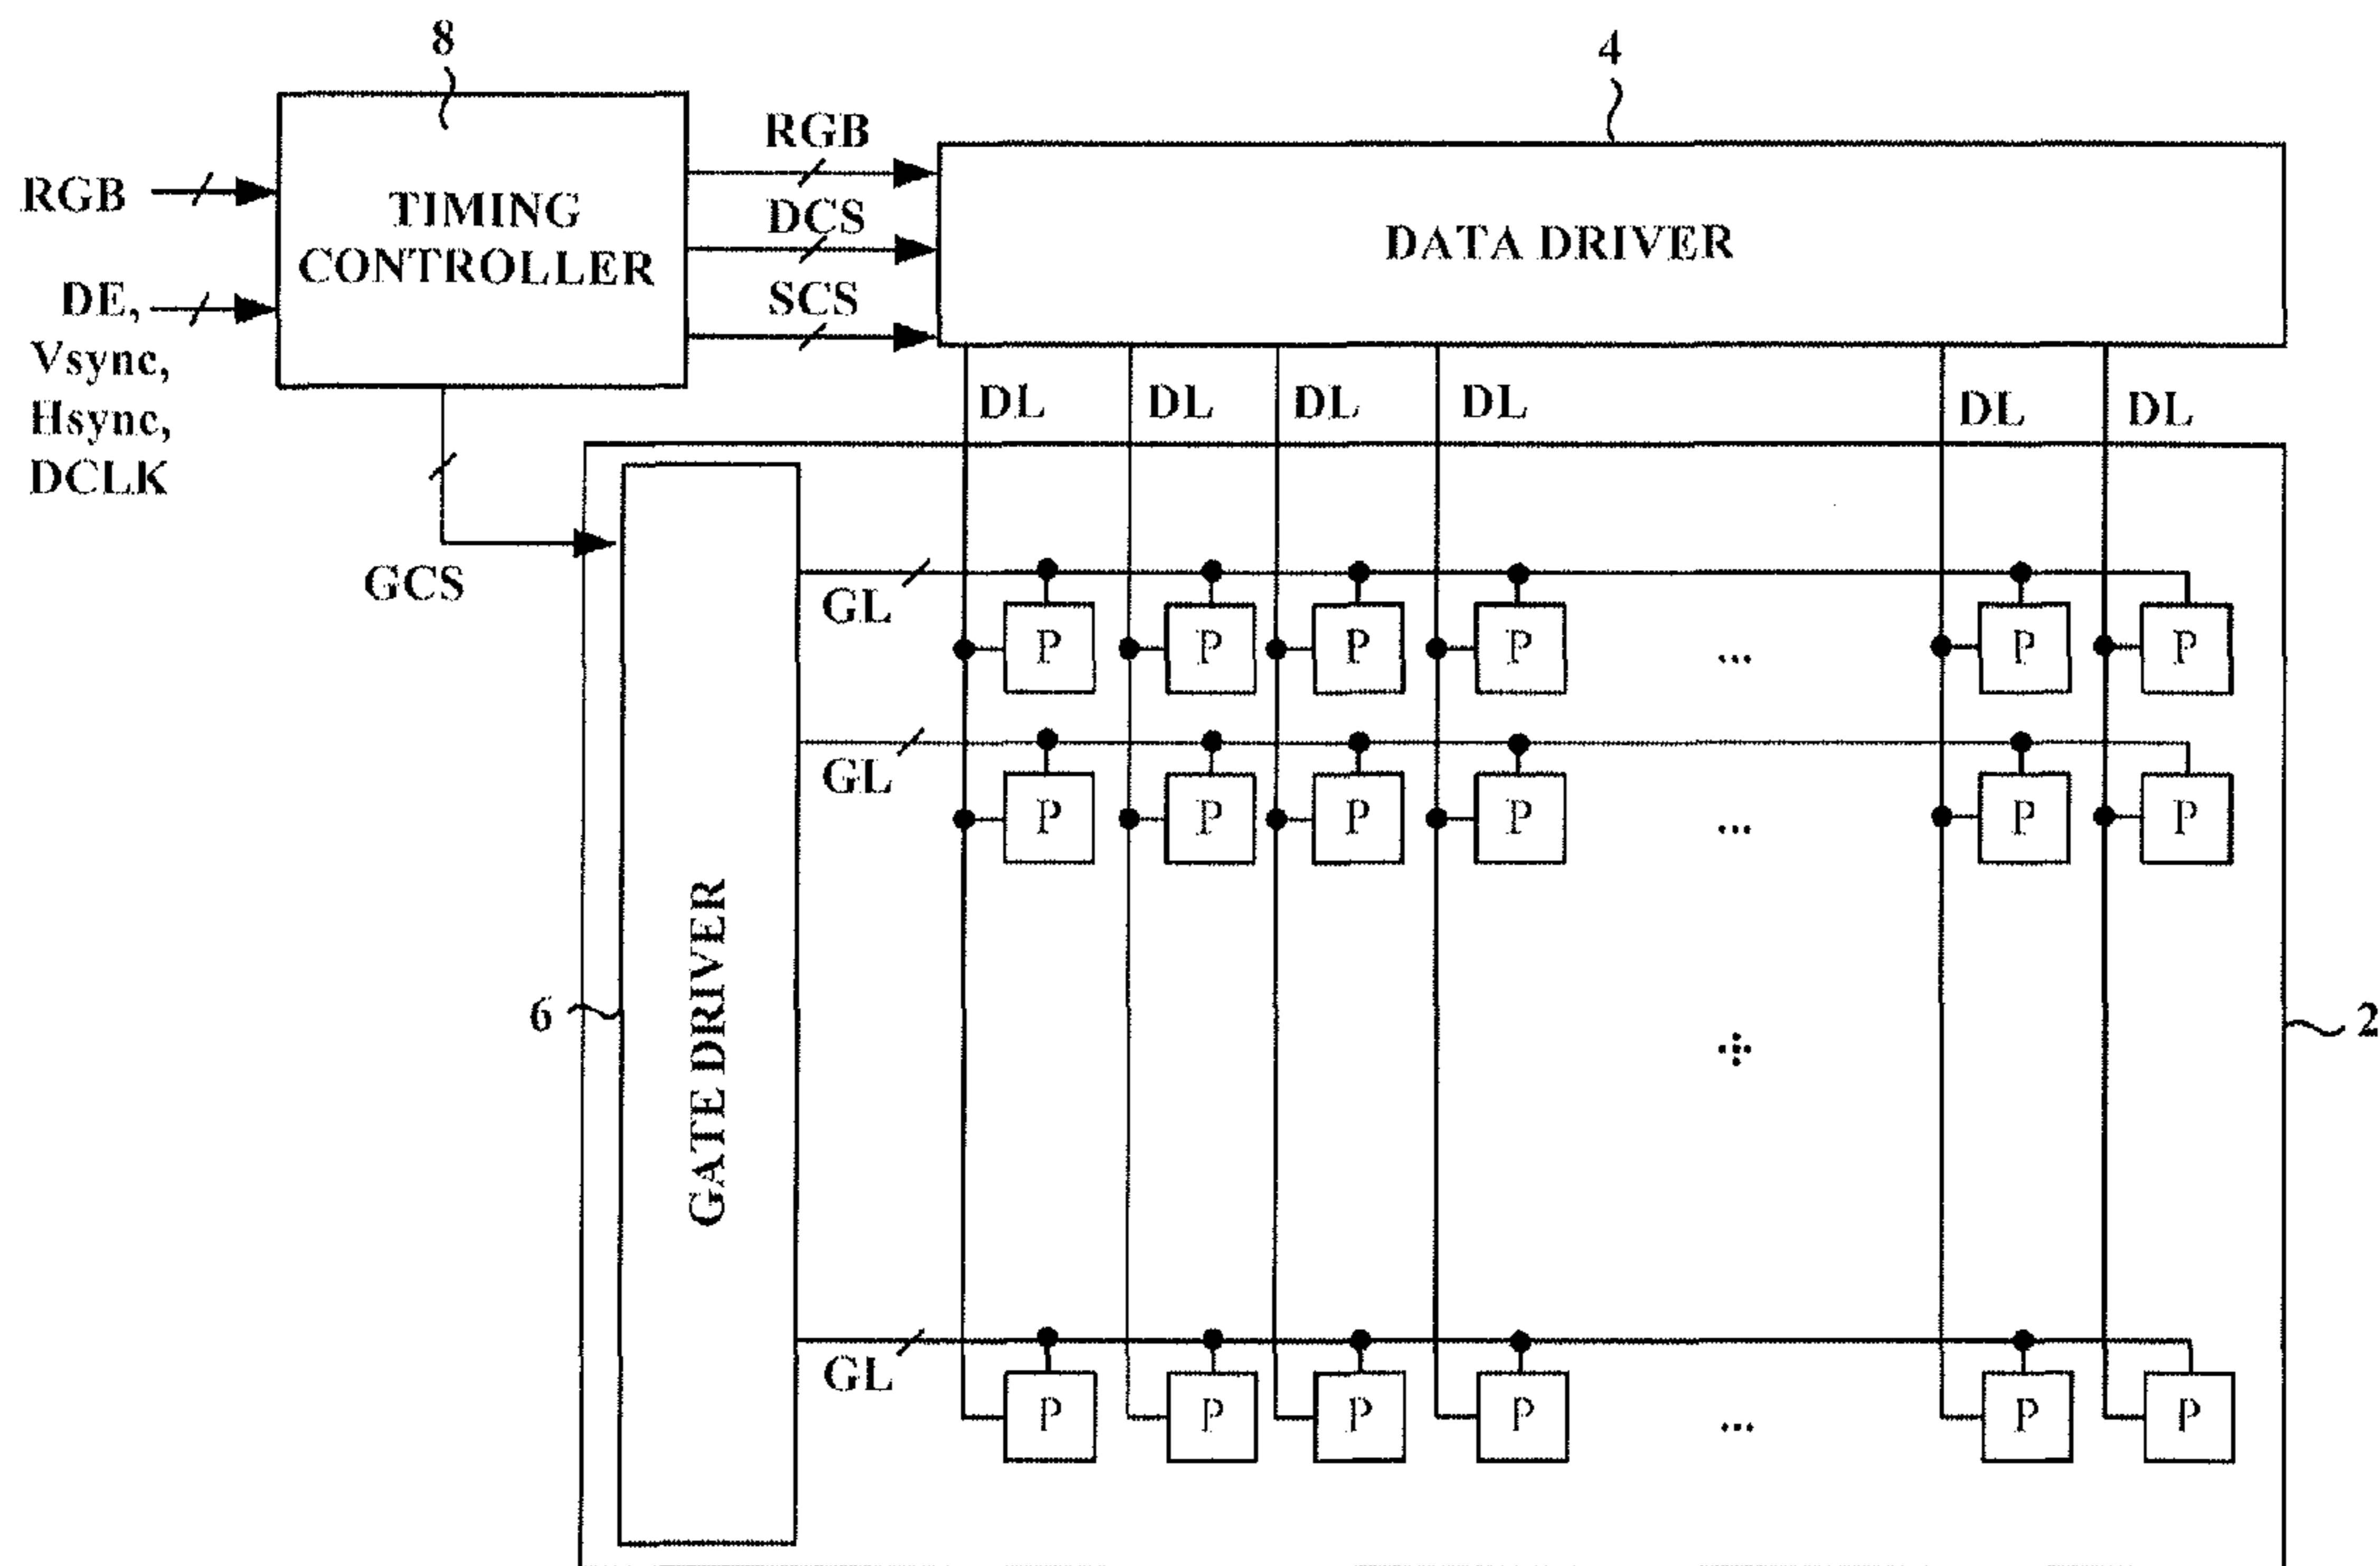 8
4
RGB
RGB
TIMING
CONTROLLER
DCS
DATA DRIVER
SCS
DE,
Vsync,
Hsync,
DCLK
DL DL DL DL DL DL
GCS
GL
P P P P ... P P
GL
P P P P ... P P
GATE DRIVER
6
2
GL
P P P P ... P P